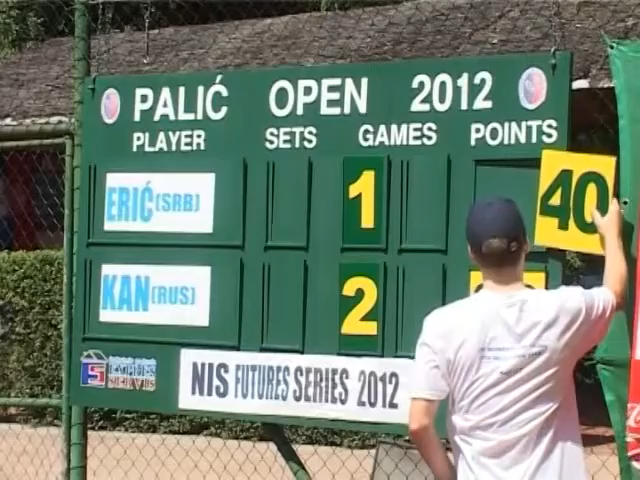 PALIĆ OPEN 2012
PLAYER SETS GAMES POINTS
ERIĆ (SRB) 1 40
KAN (RUS) 2
NIS FUTURES SERIES 2012